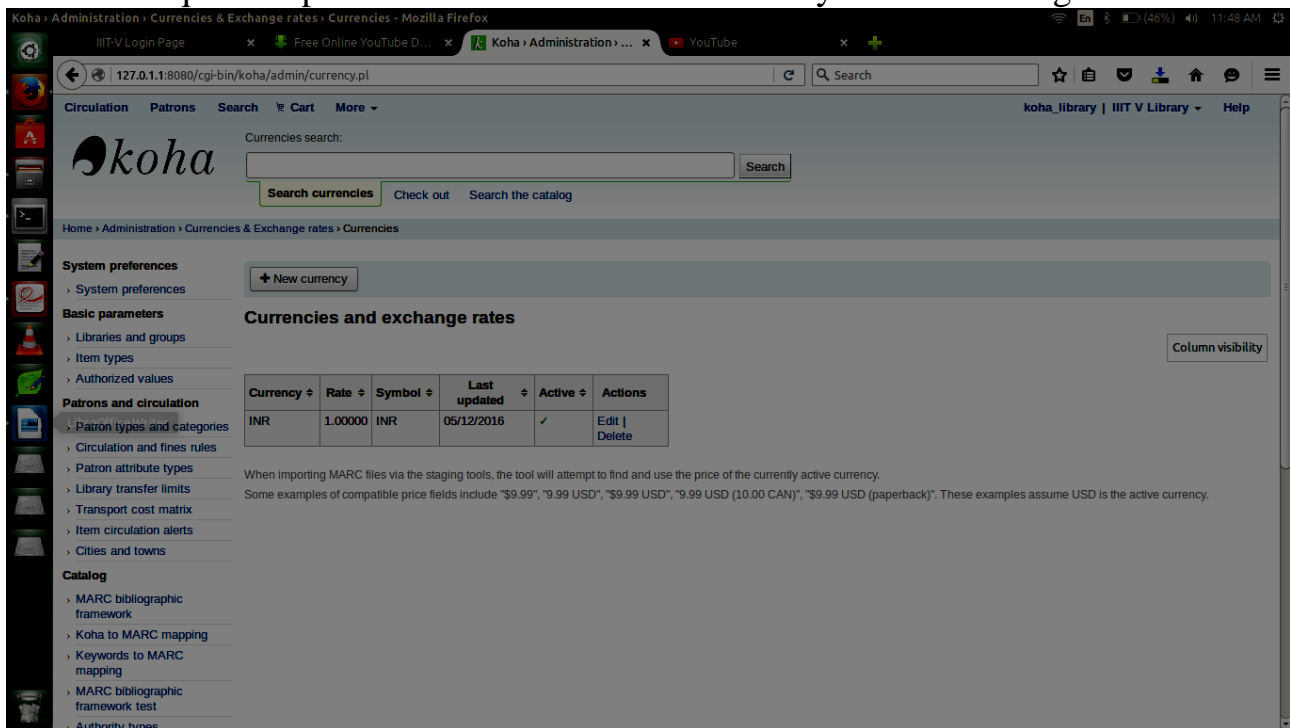 Koha › Administration › Currencies & Exchange rates › Currencies - Mozilla Firefox
En (46%) 11:48 AM
IIIT-V Login Page × Free Online YouTube D... × Koha › Administration › ... × YouTube ×
127.0.1.1:8080/cgi-bin/koha/admin/currency.pl Search
Circulation Patrons Search Cart More koha_library | IIIT V Library Help
koha
Currencies search:
Search
Search currencies Check out Search the catalog
Home › Administration › Currencies & Exchange rates › Currencies
System preferences
› System preferences
Basic parameters
› Libraries and groups
› Item types
› Authorized values
Patrons and circulation
› Patron types and categories
› Circulation and fines rules
› Patron attribute types
› Library transfer limits
› Transport cost matrix
› Item circulation alerts
› Cities and towns
Catalog
› MARC bibliographic
framework
› Koha to MARC mapping
› Keywords to MARC
mapping
› MARC bibliographic
framework test
› Authority types
+ New currency
Currencies and exchange rates
Column visibility
Currency Rate Symbol Last updated Active Actions
INR 1.00000 INR 05/12/2016 ✓ Edit |
Delete
When importing MARC files via the staging tools, the tool will attempt to find and use the price of the currently active currency.
Some examples of compatible price fields include "$9.99", "9.99 USD", "$9.99 USD", "9.99 USD (10.00 CAN)", "$9.99 USD (paperback)". These examples assume USD is the active currency.